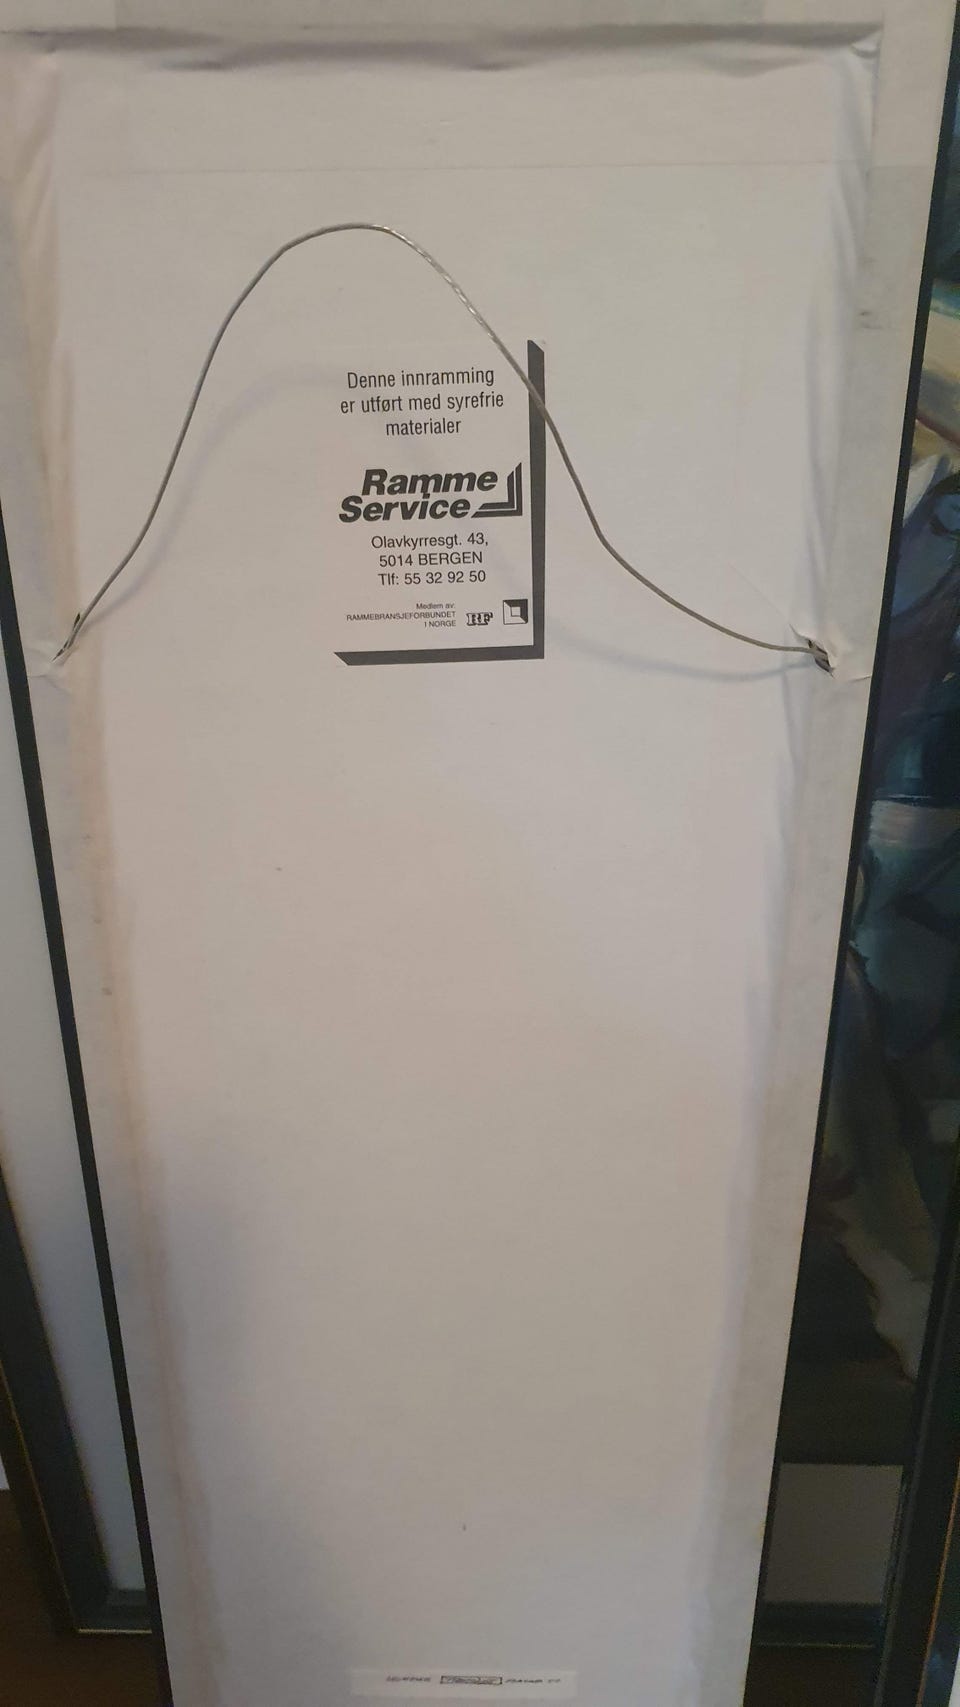 Denne innramming
er utført med syrefrie
materialer
Ramme
Service
Olavkyrresgt. 43,
5014 BERGEN
Tlf: 55 32 92 50
Medlem av:
RAMMEBRANSJEFORBUNDET
I NORGE
RF